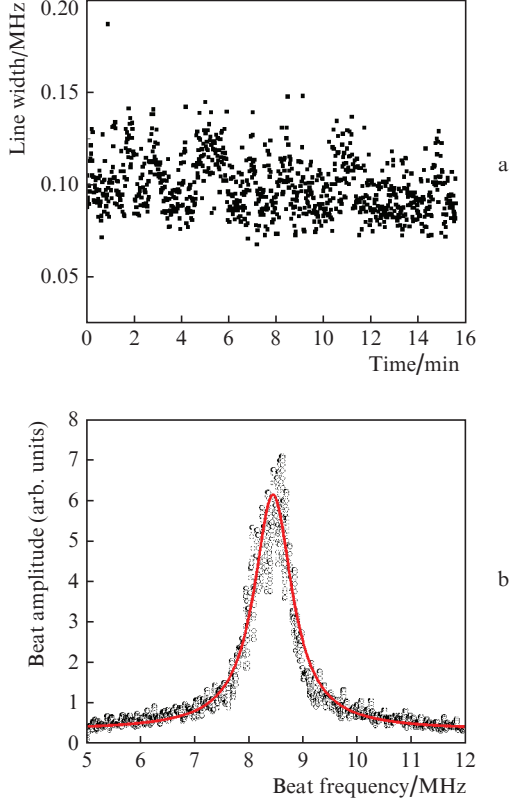 0.20
0.15
0.10
0.05
Line width/MHz
0 2 4 6 8 10 12 14 16
Time/min
a
8
7
6
5
4
3
2
1
0
Beat amplitude (arb. units)
5 6 7 8 9 10 11 12
Beat frequency/MHz
b